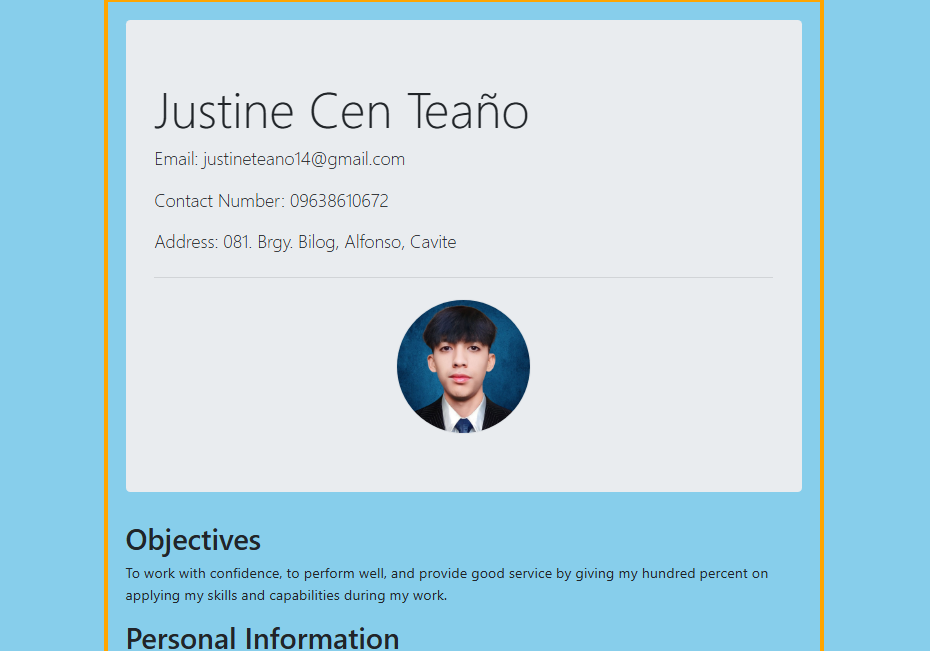 Justine Cen Teaño
Email: justineteano14@gmail.com
Contact Number: 09638610672
Address: 081. Brgy. Bilog, Alfonso, Cavite
Objectives
To work with confidence, to perform well, and provide good service by giving my hundred percent on
applying my skills and capabilities during my work.
Personal Information